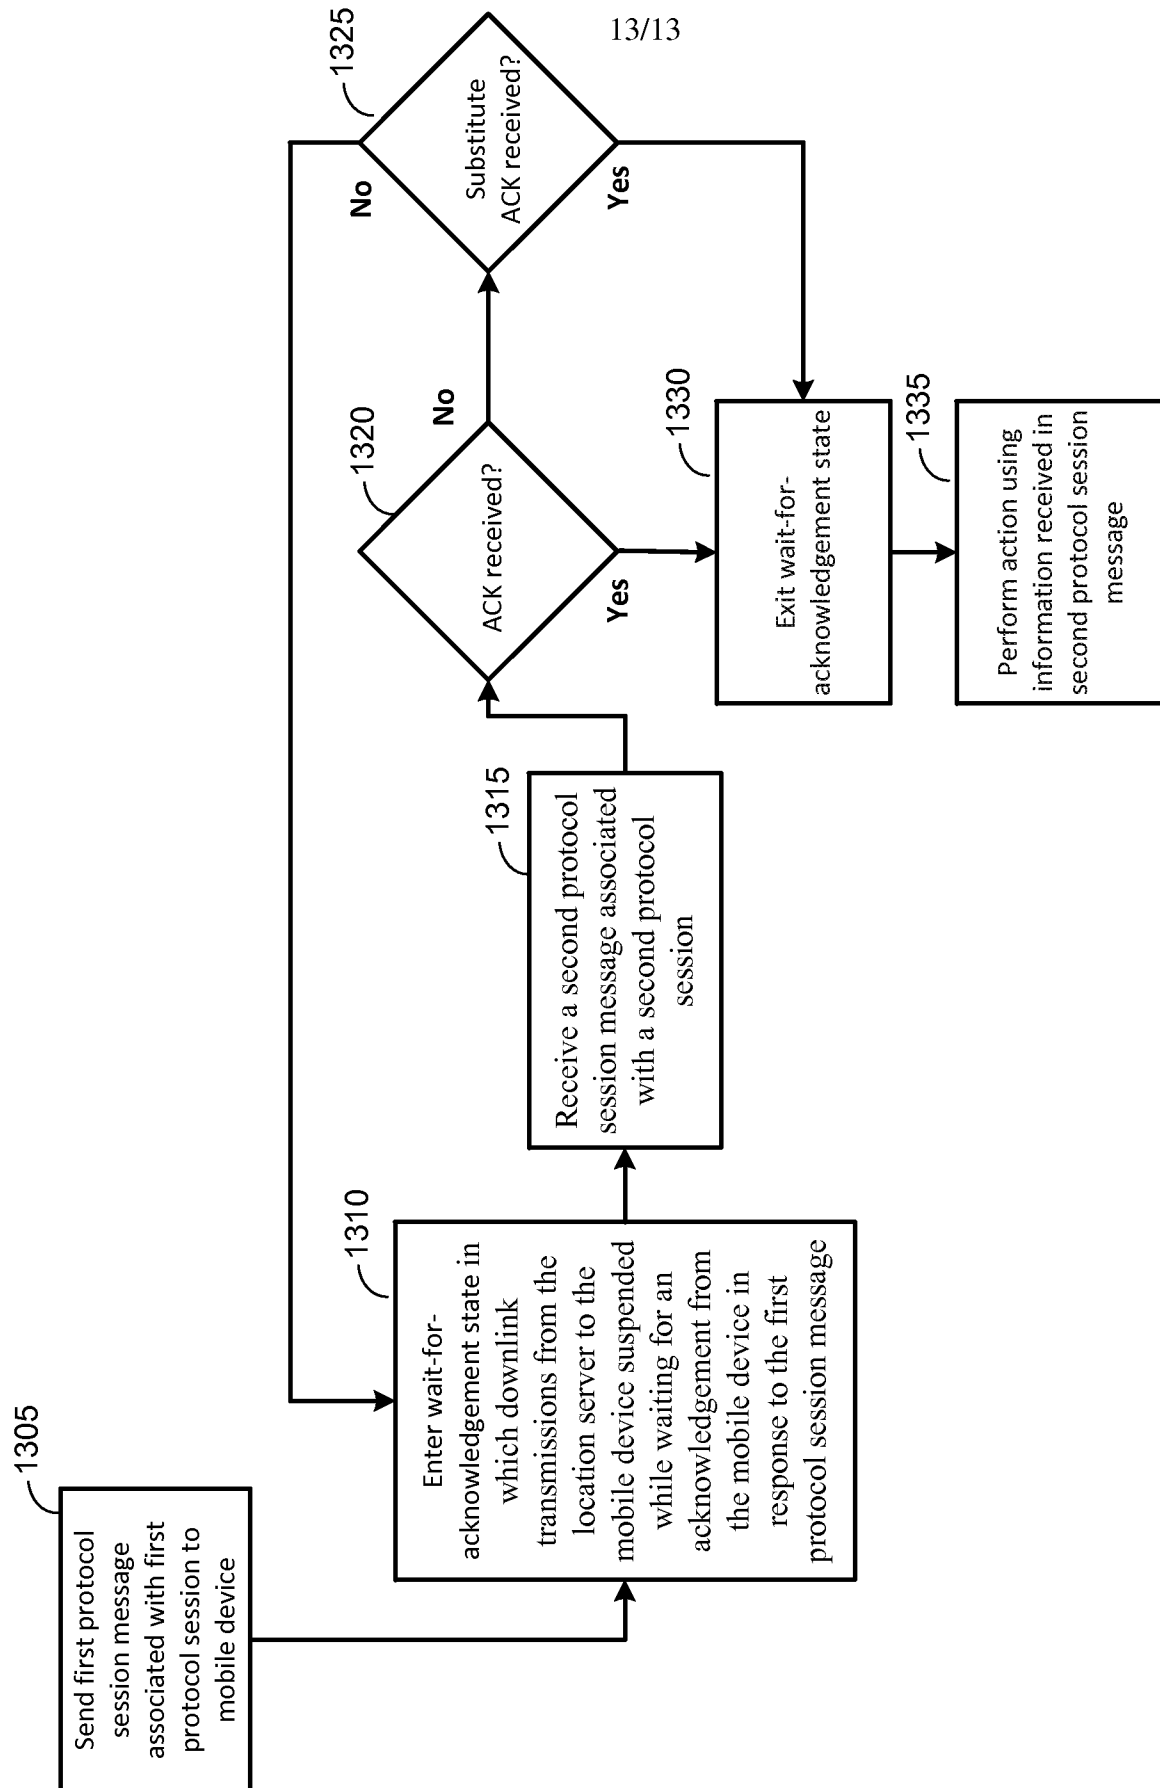 13/13
1305
Send first protocol
session message
associated with first
protocol session to
mobile device
1310
Enter wait-for-
acknowledgement state in
which downlink
transmissions from the
location server to the
mobile device suspended
while waiting for an
acknowledgement from
the mobile device in
response to the first
protocol session message
1315
Receive a second protocol
session message associated
with a second protocol
session
1320
ACK received?
No
Yes
1325
Substitute
ACK received?
No
Yes
1330
Exit wait-for-
acknowledgement state
1335
Perform action using
information received in
second protocol session
message